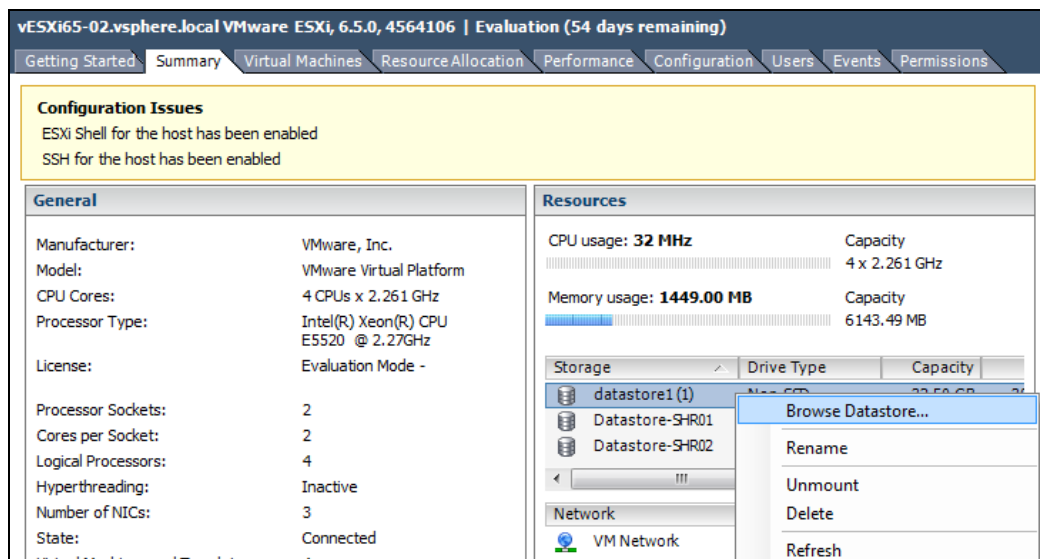 vESXi65-02.vsphere.local VMware ESXi, 6.5.0, 4564106 | Evaluation (54 days remaining)
Getting Started Summary Virtual Machines Resource Allocation Performance Configuration Users Events Permissions
Configuration Issues
ESXi Shell for the host has been enabled
SSH for the host has been enabled
General
Manufacturer: VMware, Inc.
Model: VMware Virtual Platform
CPU Cores: 4 CPUs x 2.261 GHz
Processor Type: Intel(R) Xeon(R) CPU
E5520 @ 2.27GHz
License: Evaluation Mode -
Processor Sockets: 2
Cores per Socket: 2
Logical Processors: 4
Hyperthreading: Inactive
Number of NICs: 3
State: Connected
Resources
CPU usage: 32 MHz Capacity
4 x 2.261 GHz
Memory usage: 1449.00 MB Capacity
6143.49 MB
Storage Drive Type Capacity
datastore1 (1)
Datastore-SHR01
Datastore-SHR02
Network
VM Network
Browse Datastore...
Rename
Unmount
Delete
Refresh